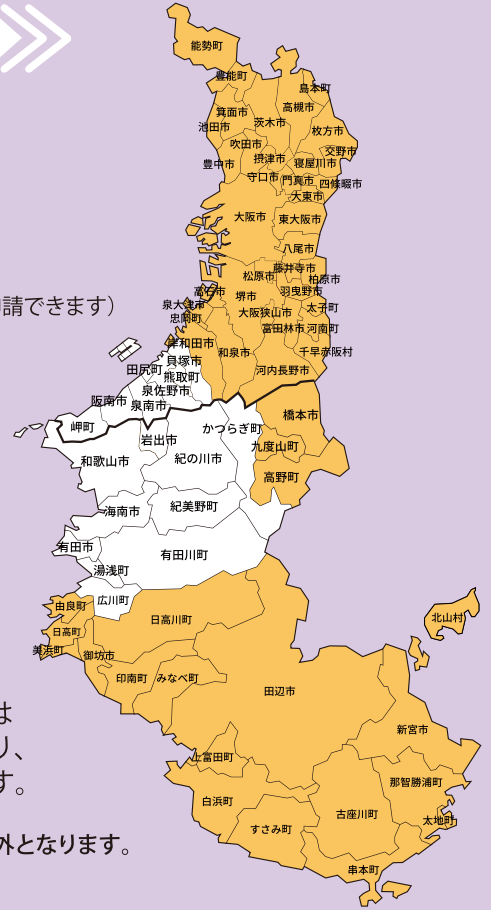 能勢町
豊能町
島本町
高槻市
箕面市
茨木市
池田市
枚方市
吹田市
交野市
摂津市
豊中市
寝屋川市
守口市
門真市
四條畷市
大東市
大阪市
東大阪市
八尾市
藤井寺市
松原市
柏原市
高石市
堺市
羽曳野市
泉大津市
大阪狭山市
太子町
忠岡町
富田林市
河南町
申請できます）
岸和田市
和泉市
千早赤阪村
貝塚市
田尻町
熊取町
河内長野市
泉佐野市
阪南市
泉南市
岬町
橋本市
かつらぎ町
岩出市
九度山町
和歌山市
紀の川市
高野町
海南市
紀美野町
有田市
有田川町
湯浅町
広川町
由良町
日高川町
北山村
日高町
美浜町
御坊市
印南町
みなべ町
田辺市
は
新宮市
り、
上富田町
す。
那智勝浦町
白浜町
古座川町
太地町
すさみ町
外となります。
串本町